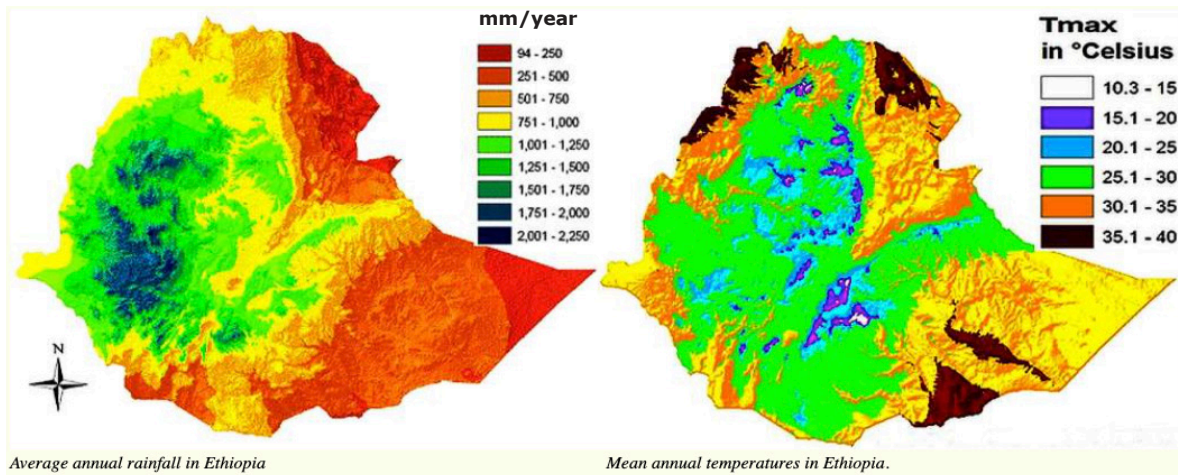 mm/year
94 - 250
251 - 500
501 - 750
751 - 1,000
1,001 - 1,250
1,251 - 1,500
1,501 - 1,750
1,751 - 2,000
2,001 - 2,250
N
Average annual rainfall in Ethiopia
Tmax
in °Celsius
10.3 - 15
15.1 - 20
20.1 - 25
25.1 - 30
30.1 - 35
35.1 - 40
Mean annual temperatures in Ethiopia.